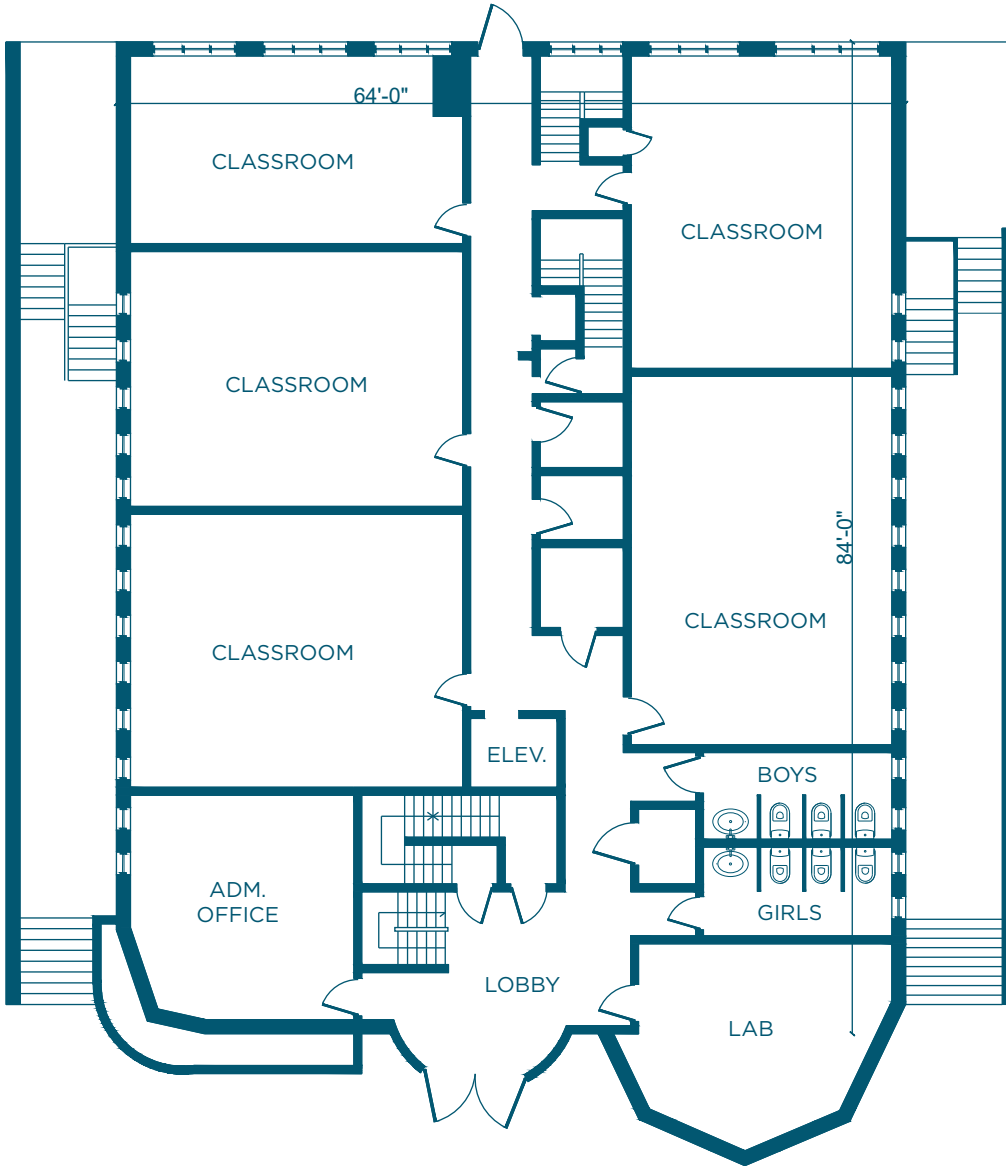 64'-0"
CLASSROOM
CLASSROOM
CLASSROOM
84'-0"
CLASSROOM
CLASSROOM
ELEV.
BOYS
ADM.
OFFICE
GIRLS
LOBBY
LAB